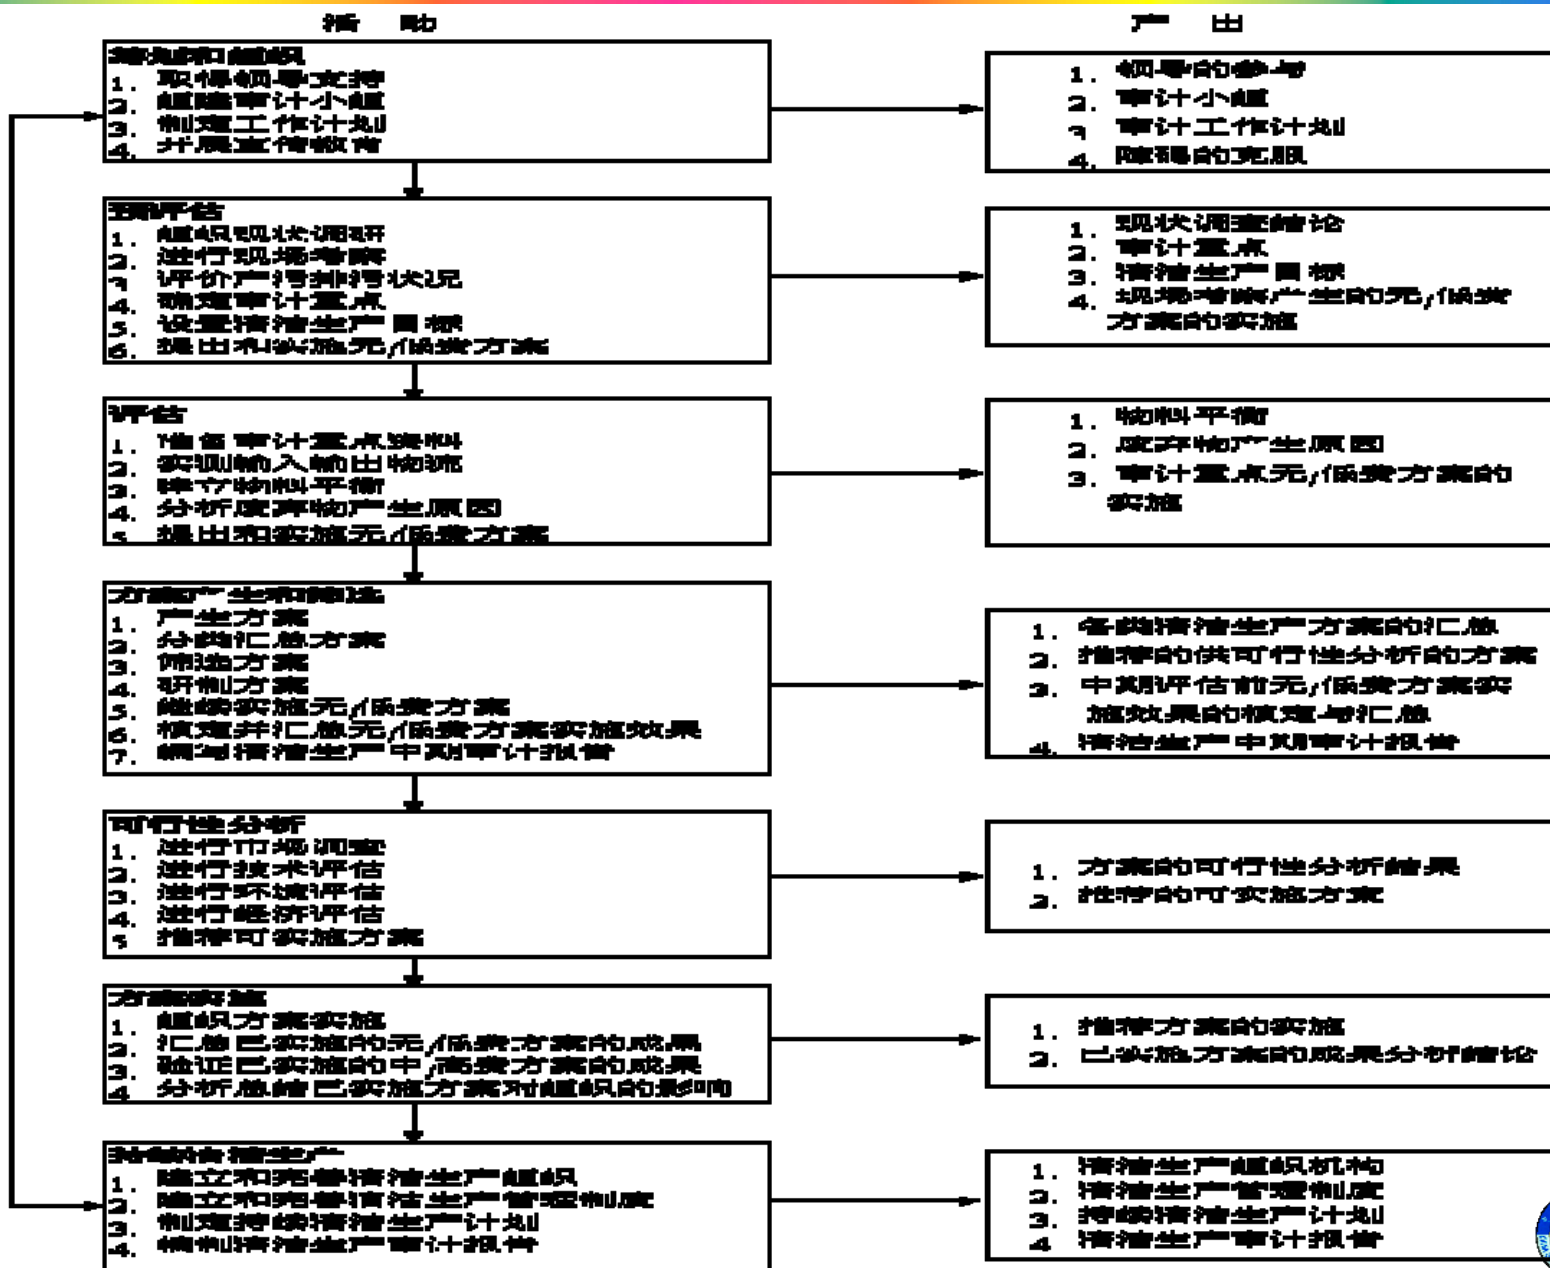 活 动
产 出
筹划和组织
1. 取得领导支持
2. 组建审计小组
3. 制定工作计划
4. 开展宣传教育
1. 领导的参与
2. 审计小组
3 审计工作计划
4. 障碍的克服
预评估
1. 组织现状调研
2. 进行现场考察
3 评价产污排污状况
4. 确定审计重点
5. 设置清洁生产目标
6. 提出和实施无/低费方案
1. 现状调查结论
2. 审计重点
3. 清洁生产目标
4. 现场考察产生的无/低费
方案的实施
评估
1. 准备审计重点资料
2. 实测输入输出物流
3. 建立物料平衡
4. 分析废弃物产生原因
5 提出和实施无/低费方案
1. 物料平衡
2. 废弃物产生原因
3. 审计重点无/低费方案的
实施
方案产生和筛选
1. 产生方案
2. 分类汇总方案
3. 筛选方案
4. 研制方案
5. 继续实施无/低费方案
6. 核定并汇总无/低费方案实施效果
7. 编写清洁生产中期审计报告
1. 各类清洁生产方案的汇总
2. 推荐的供可行性分析的方案
3. 中期评估前无/低费方案实
施效果的核定与汇总
4. 清洁生产中期审计报告
可行性分析
1. 进行市场调查
2. 进行技术评估
3. 进行环境评估
4. 进行经济评估
5 推荐可实施方案
1. 方案的可行性分析结果
2. 推荐的可实施方案
方案实施
1. 组织方案实施
2. 汇总已实施的无/低费方案的成果
3. 验证已实施的中/高费方案的成果
4 分析总结已实施方案对组织的影响
1. 推荐方案的实施
2. 已实施方案的成果分析结论
持续清洁生产
1. 建立和完善清洁生产组织
2. 建立和完善清洁生产管理制度
3. 制定持续清洁生产计划
4. 编制清洁生产审计报告
1. 清洁生产组织机构
2. 清洁生产管理制度
3. 持续清洁生产计划
4 清洁生产审计报告